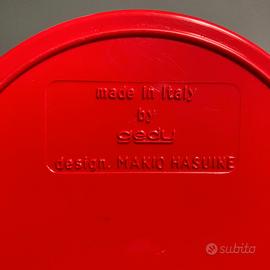 made in Italy
by
gedy
design. MAKIO HASUIKE
subito